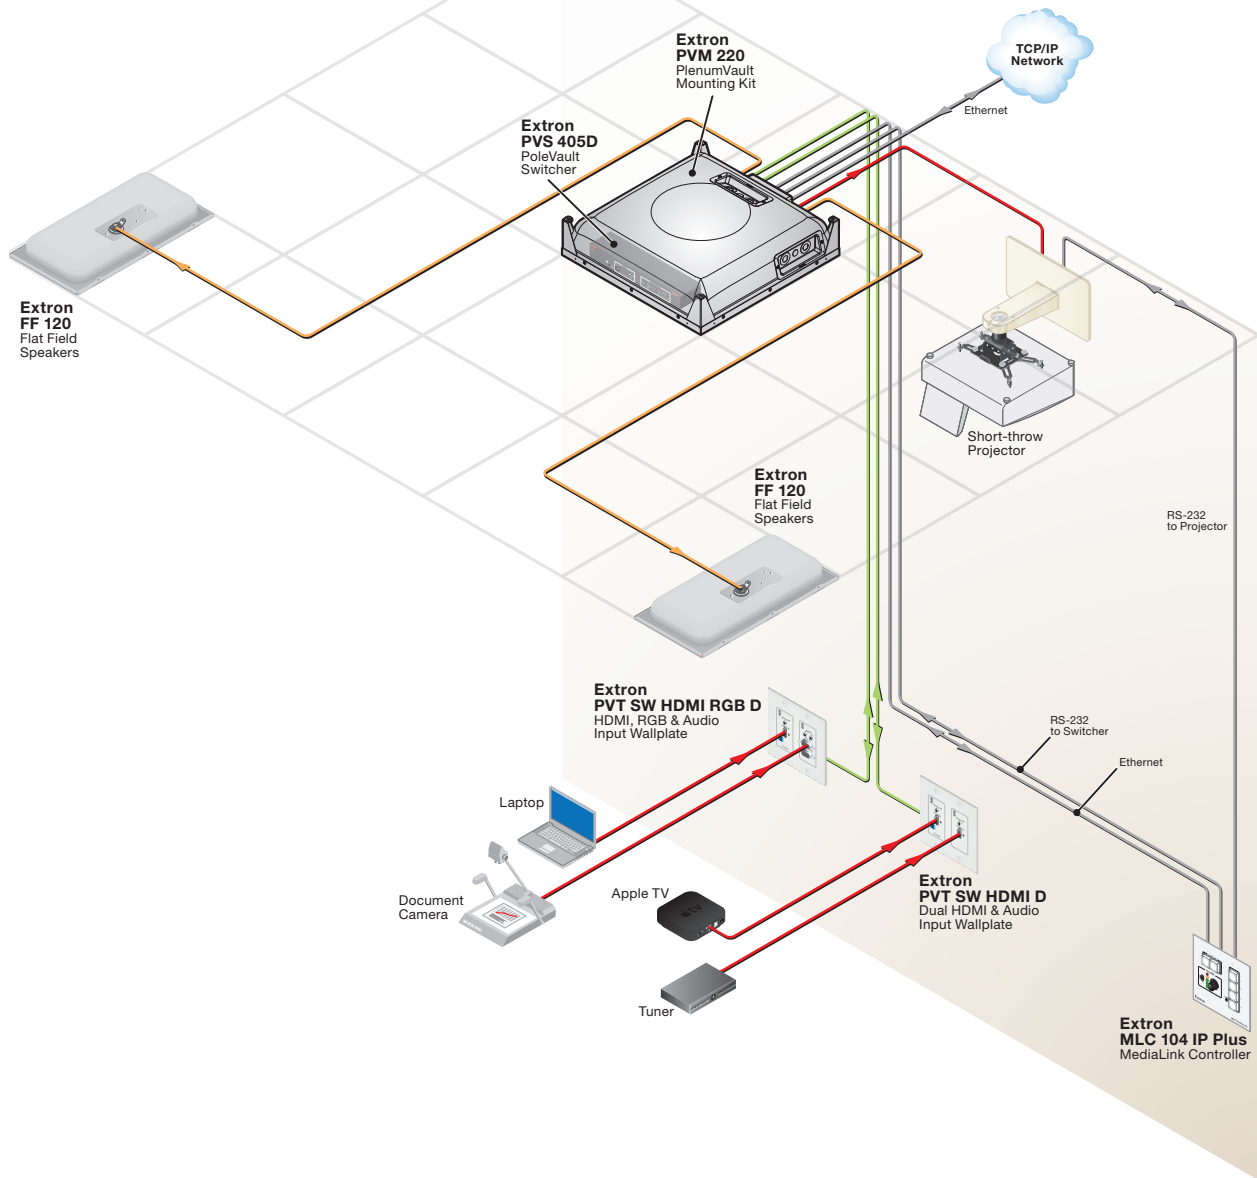 Extron
PVM 220
PlenumVault
Mounting Kit
TCP/IP
Network
Ethernet
Extron
PVS 405D
PoleVault
Switcher
Extron
FF 120
Flat Field
Speakers
Short-throw
Projector
Extron
FF 120
Flat Field
Speakers
RS-232
to Projector
Extron
PVT SW HDMI RGB D
HDMI, RGB & Audio
Input Wallplate
RS-232
to Switcher
Ethernet
Laptop
Document
Camera
Apple TV
tv
Extron
PVT SW HDMI D
Dual HDMI & Audio
Input Wallplate
Tuner
Extron
MLC 104 IP Plus
MediaLink Controller